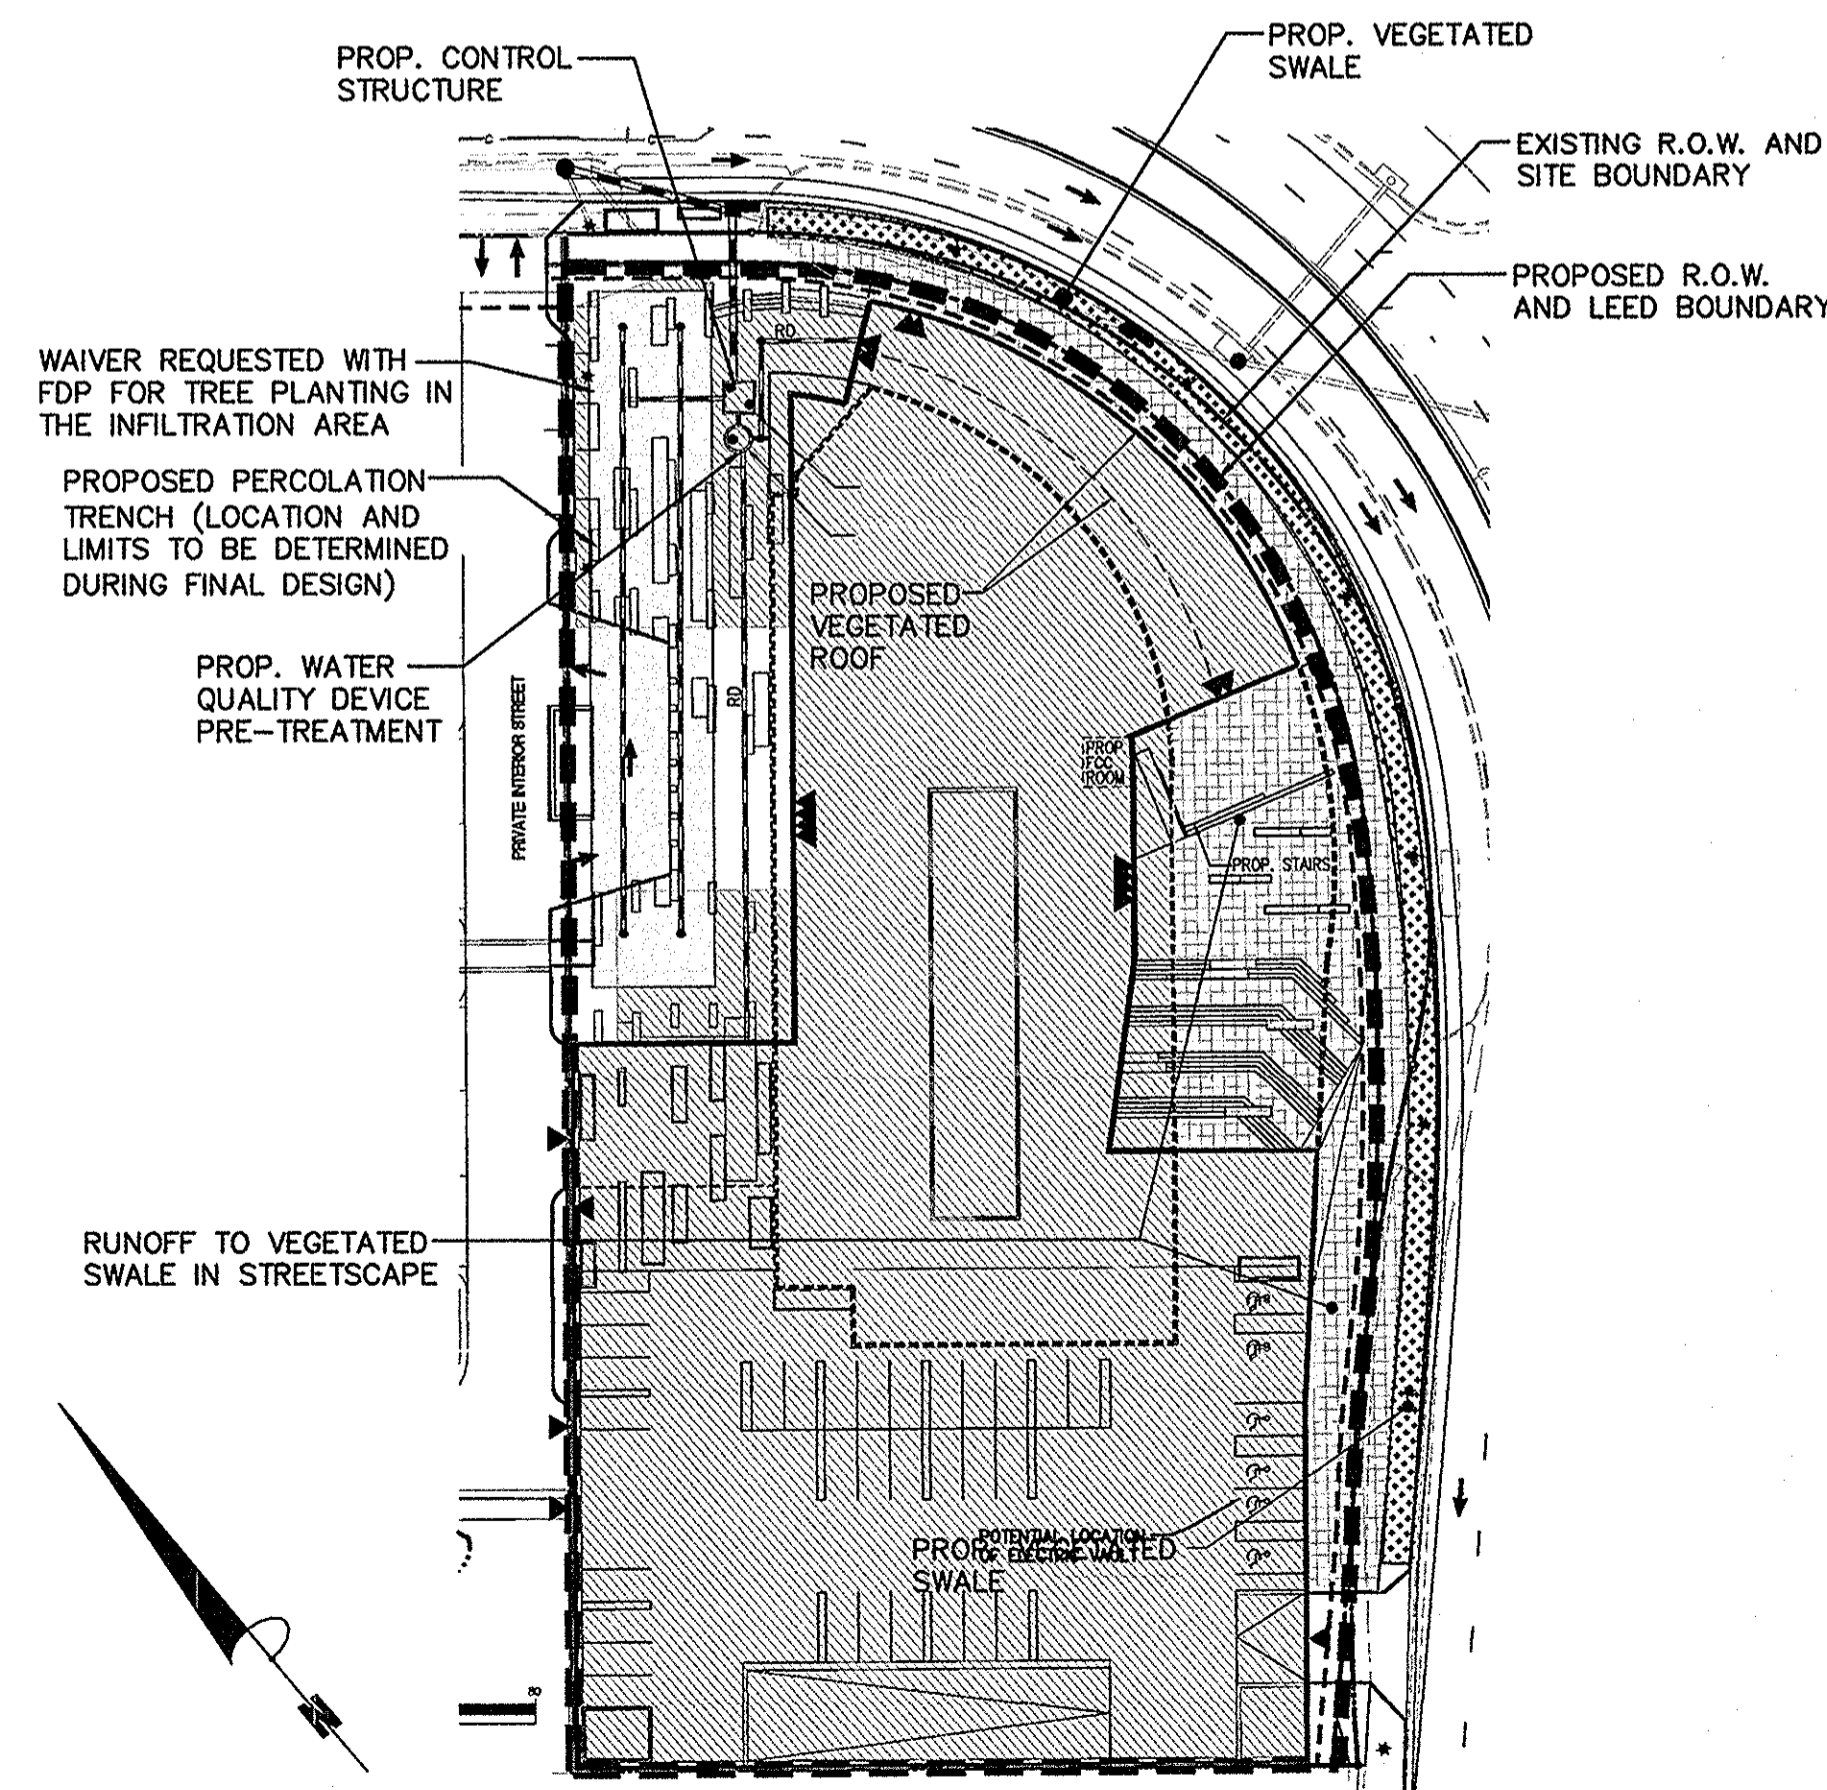 PROP. CONTROL
STRUCTURE
PROP. VEGETATED
SWALE
EXISTING R.O.W. AND
SITE BOUNDARY
PROPOSED R.O.W.
AND LEED BOUNDARY
WAIVER REQUESTED WITH
FDP FOR TREE PLANTING IN
THE INFILTRATION AREA
PROPOSED PERCOLATION
TRENCH (LOCATION AND
LIMITS TO BE DETERMINED
DURING FINAL DESIGN)
PROP. WATER
QUALITY DEVICE
PRE-TREATMENT
RD
RD
PRIVATE INTERIOR STREET
PROPOSED
VEGETATED
ROOF
PROP
FCC
ROOM
PROP. STAIRS
RUNOFF TO VEGETATED
SWALE IN STREETSCAPE
POTENTIAL LOCATION
OF ELECTRIC VAULT
PROP. VEGETATED
SWALE
80
N